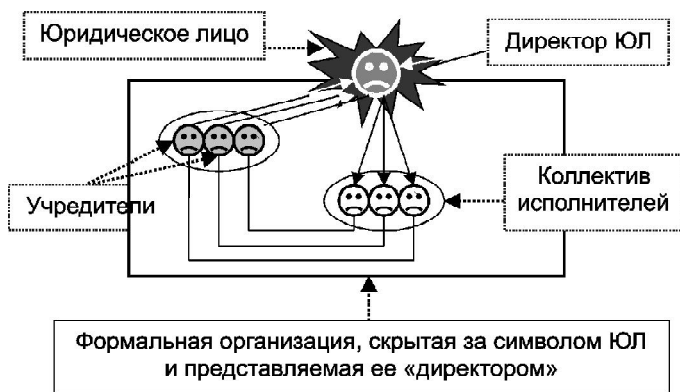 Юридическое лицо
Директор ЮЛ
Учредители
Коллектив
исполнителей
Формальная организация, скрытая за символом ЮЛ
и представляемая ее «директором»